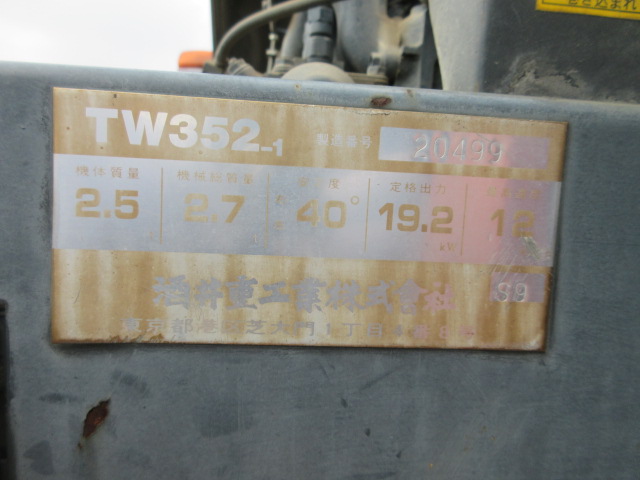 TW352-1 製造番号 20499
機体質量 機械総質量 定格出力
2.5 2.7 40° 19.2 12
kW
酒井重工業株式會社 S9
東京都港区芝大門1丁目